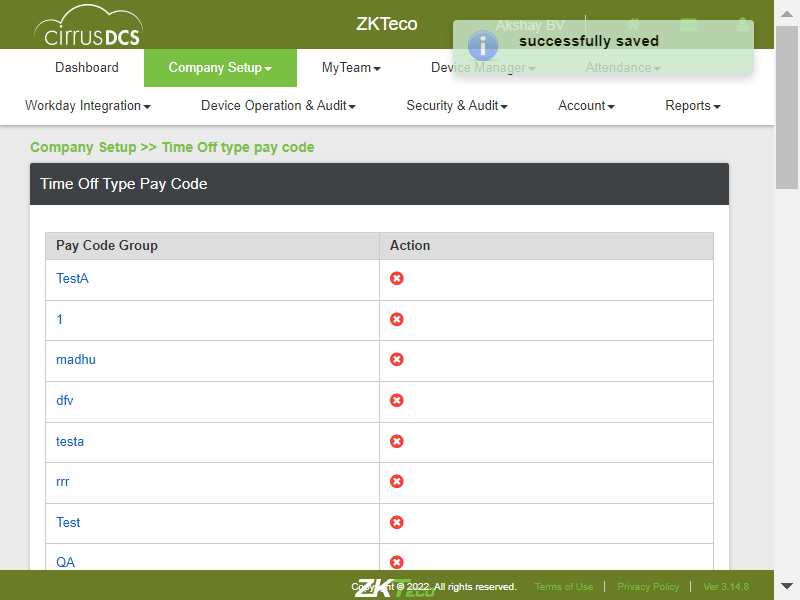 cirrusDCS
ZKTeco
Akshay BV
successfully saved
Dashboard
Company Setup
MyTeam
Device Manager
Attendance
Workday Integration
Device Operation & Audit
Security & Audit
Account
Reports
Company Setup >> Time Off type pay code
Time Off Type Pay Code
Pay Code Group
Action
TestA
1
madhu
dfv
testa
rrr
Test
QA
ZKTeco
Copyright © 2022. All rights reserved.
Terms of Use
Privacy Policy
Ver 3.14.8